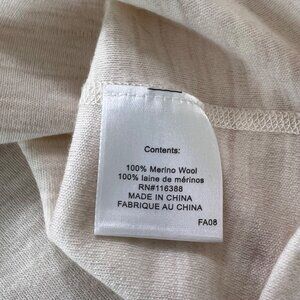 Contents:
100% Merino Wool
100% laine de mérinos
RN#116388
MADE IN CHINA
FABRIQUE AU CHINA
FA08